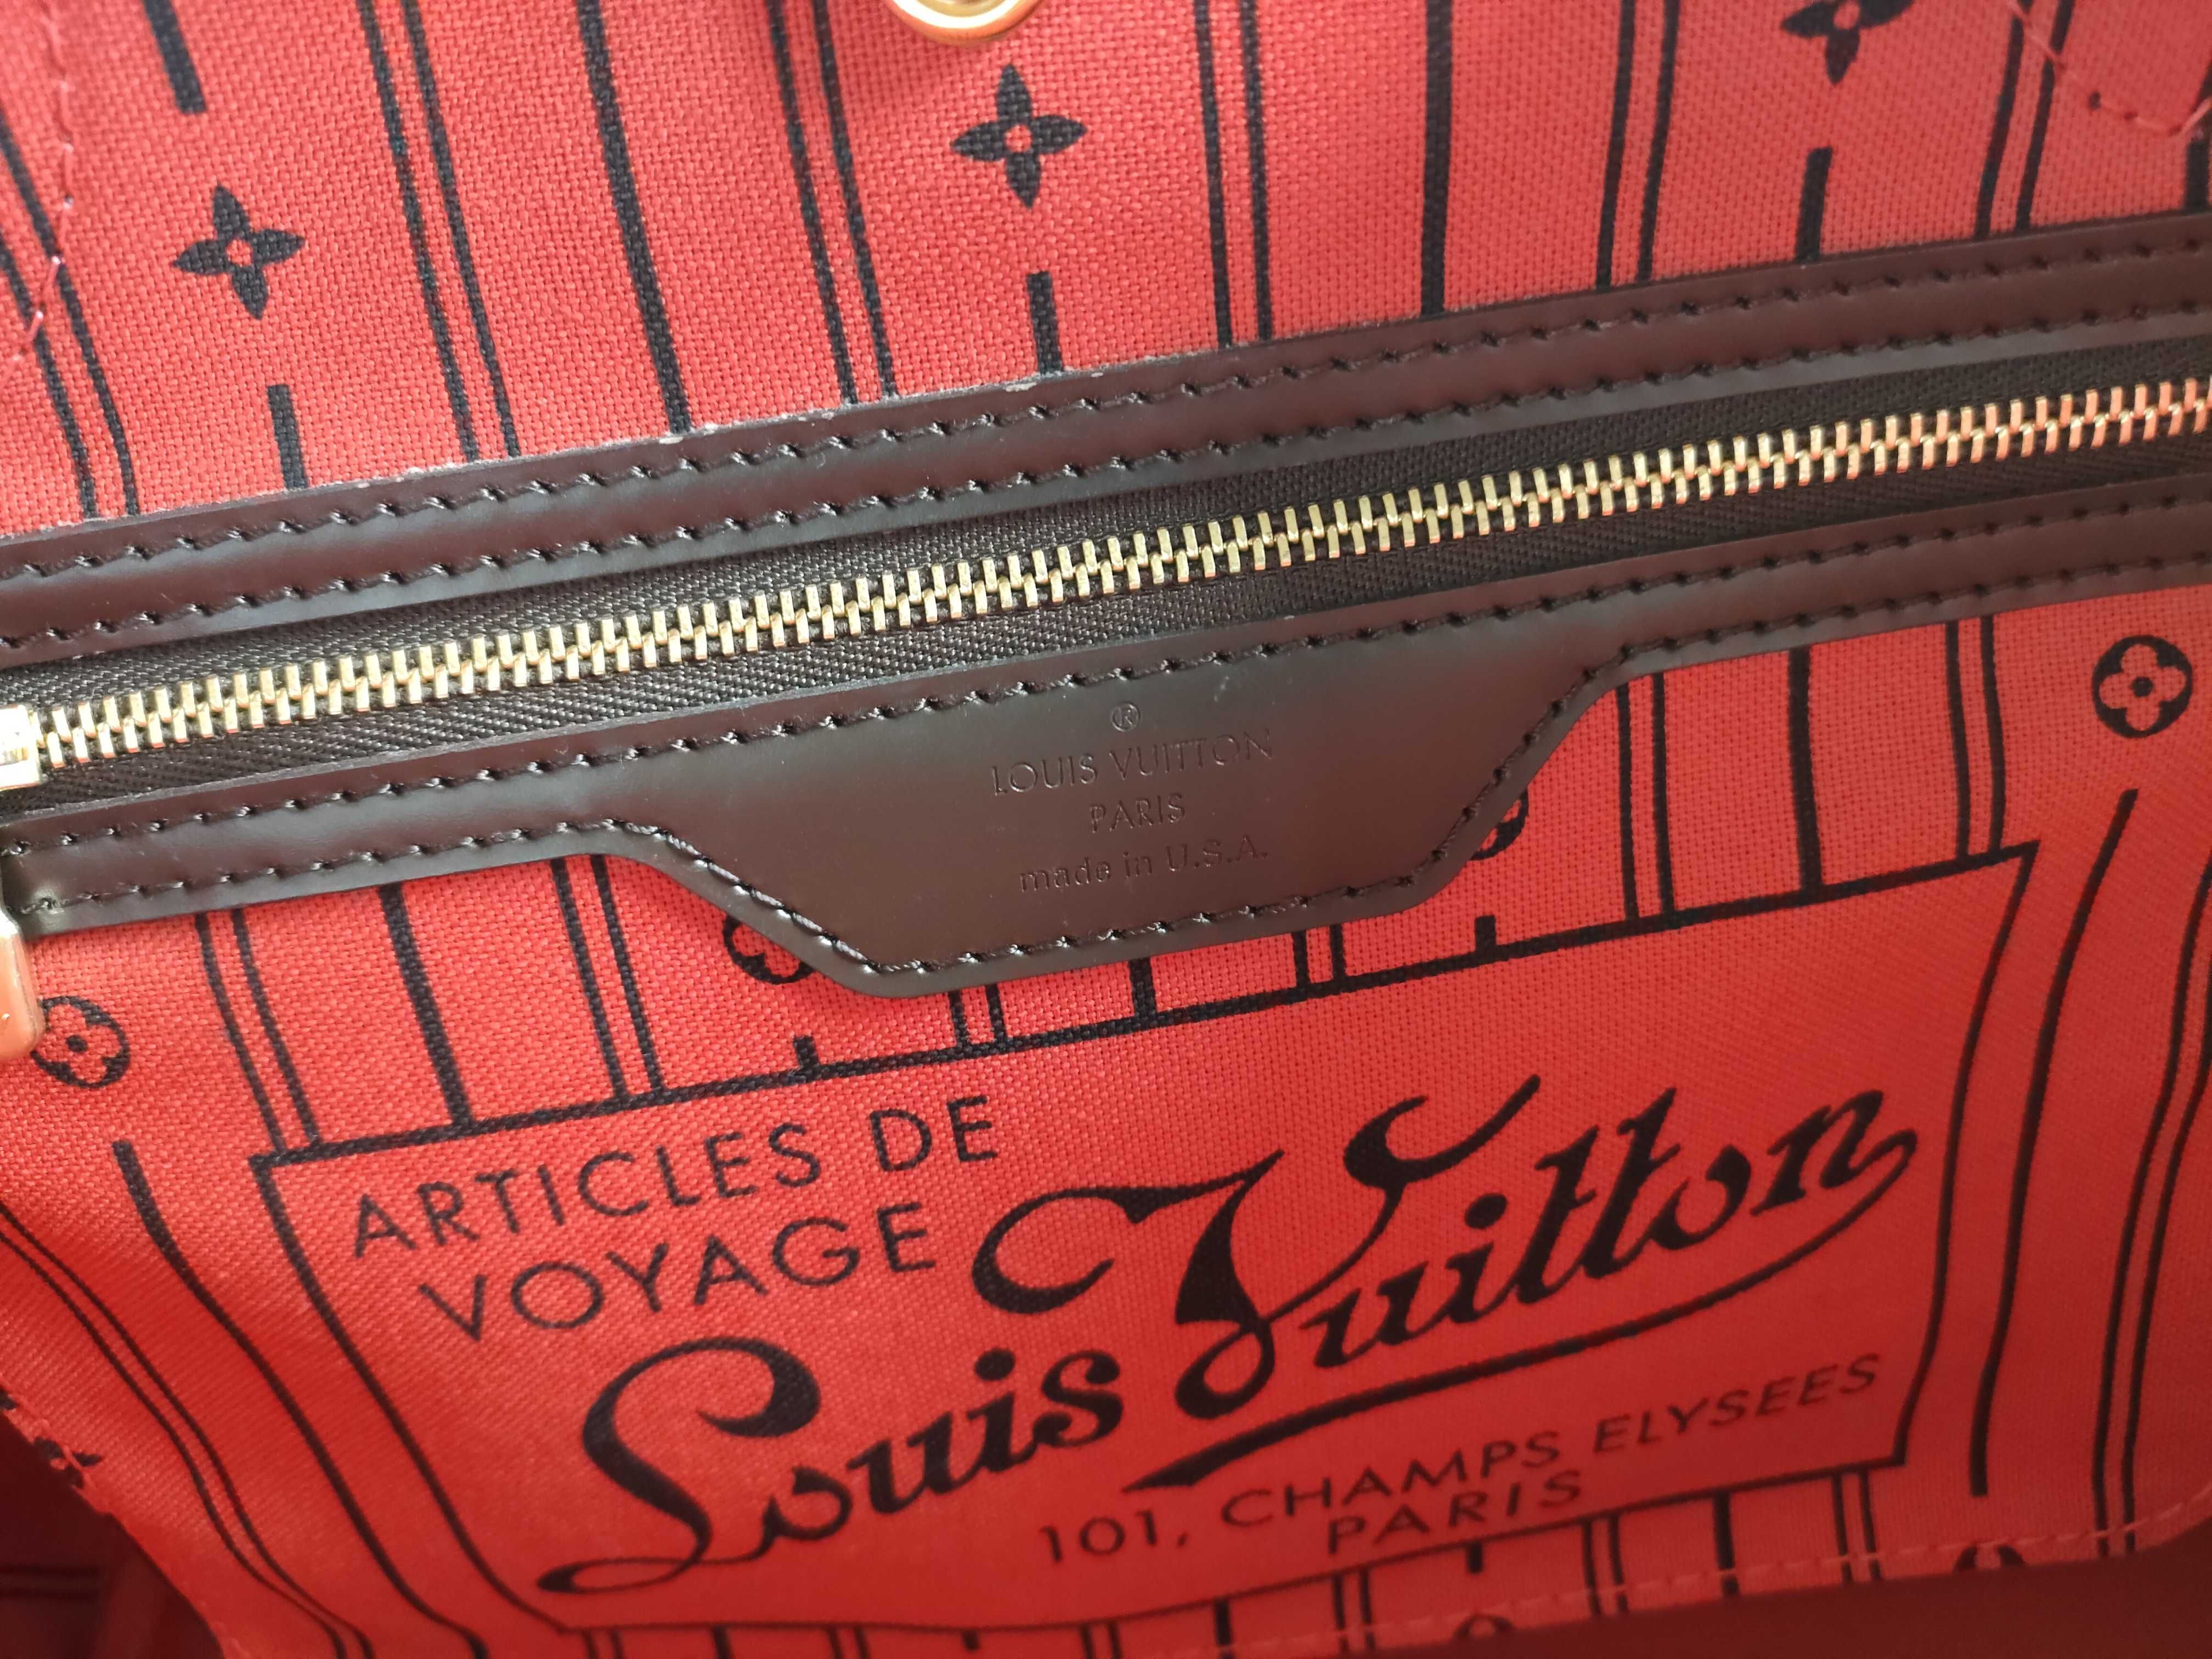 ®
LOUIS VUITTON
PARIS
made in U.S.A.
ARTICLES DE
VOYAGE
Louis Vuitton
101, CHAMPS ELYSEES
PARIS